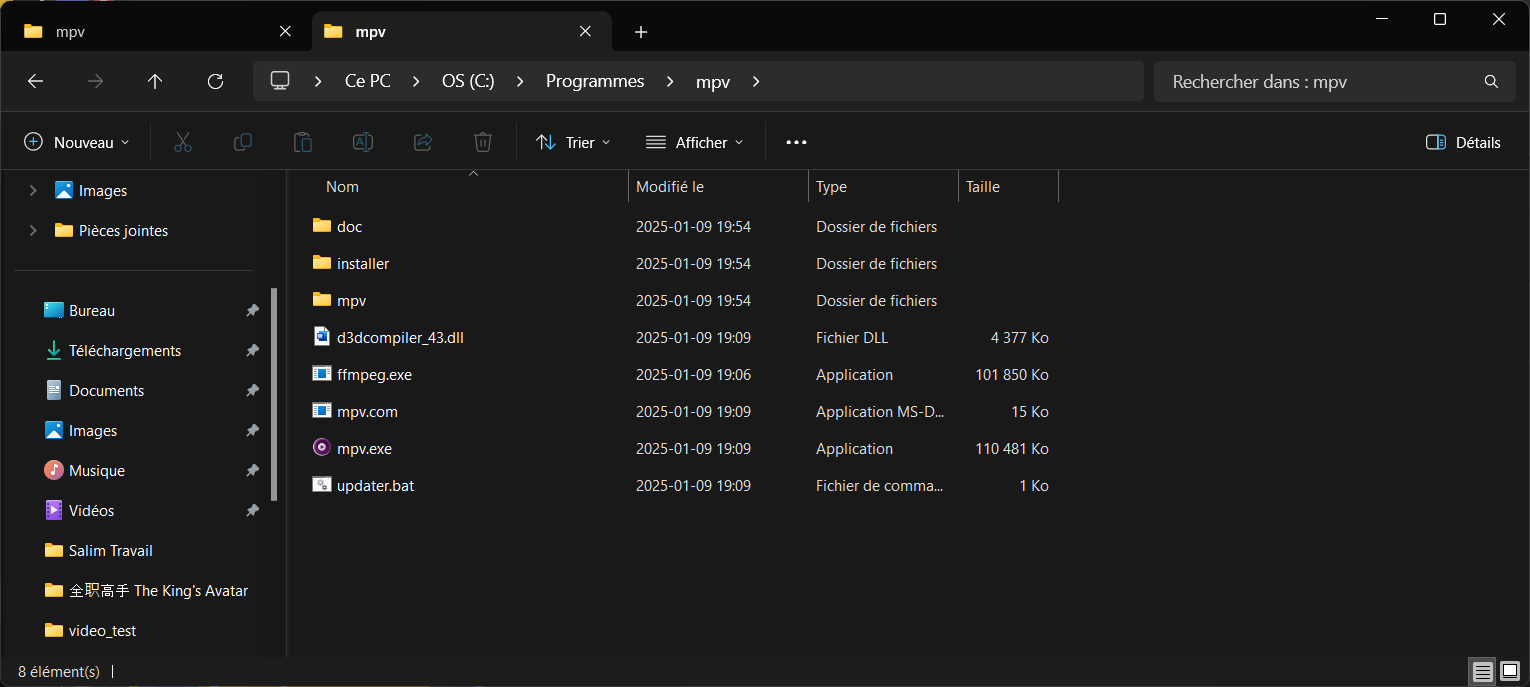 mpv
mpv
Ce PC
OS (C:)
Programmes
mpv
Rechercher dans : mpv
Nouveau
Trier
Afficher
Détails
Images
Pièces jointes
Bureau
Téléchargements
Documents
Images
Musique
Vidéos
Salim Travail
全职高手 The King's Avatar
video_test
Nom Modifié le Type Taille
doc 2025-01-09 19:54 Dossier de fichiers
installer 2025-01-09 19:54 Dossier de fichiers
mpv 2025-01-09 19:54 Dossier de fichiers
d3dcompiler_43.dll 2025-01-09 19:09 Fichier DLL 4 377 Ko
ffmpeg.exe 2025-01-09 19:06 Application 101 850 Ko
mpv.com 2025-01-09 19:09 Application MS-D... 15 Ko
mpv.exe 2025-01-09 19:09 Application 110 481 Ko
updater.bat 2025-01-09 19:09 Fichier de comma... 1 Ko
8 élément(s)